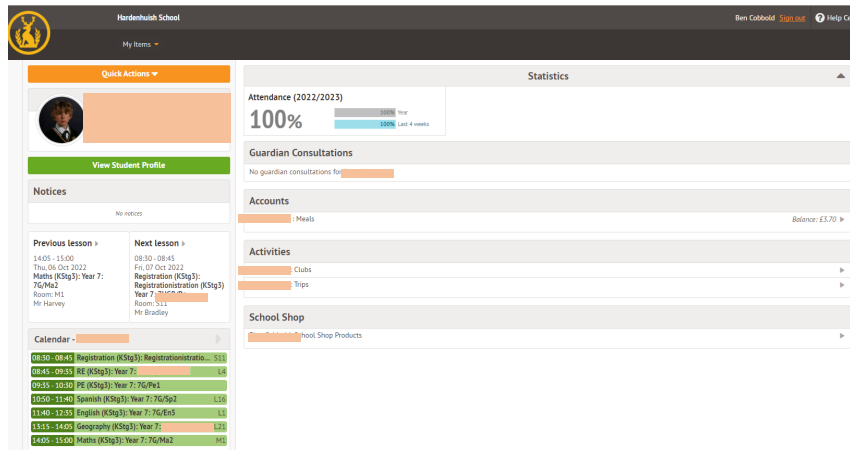 Hardenhuish School
Ben Cobbold Sign out Help Ce
My Items
Quick Actions
View Student Profile
Notices
No notices
Previous lesson
14:05 - 15:00
Thu, 06 Oct 2022
Maths (KStg3): Year 7:
7G/Ma2
Room: M1
Mr Harvey
Next lesson
08:30 - 08:45
Fri, 07 Oct 2022
Registration (KStg3):
Registrationistration (KStg3)
Year 7:
Room: S11
Mr Bradley
Calendar -
08:30 - 08:45 Registration (KStg3): Registrationistratio... S11
08:45 - 09:35 RE (KStg3): Year 7: L4
09:35 - 10:30 PE (KStg3): Year 7: 7G/Pe1
10:50 - 11:40 Spanish (KStg3): Year 7: 7G/Sp2 L16
11:40 - 12:35 English (KStg3): Year 7: 7G/En5 L1
13:15 - 14:05 Geography (KStg3): Year 7: L21
14:05 - 15:00 Maths (KStg3): Year 7: 7G/Ma2 M1
Statistics
Attendance (2022/2023)
100%
100% Year
100% Last 4 weeks
Guardian Consultations
No guardian consultations for
Accounts
: Meals Balance: £3.70
Activities
: Clubs
: Trips
School Shop
School Shop Products